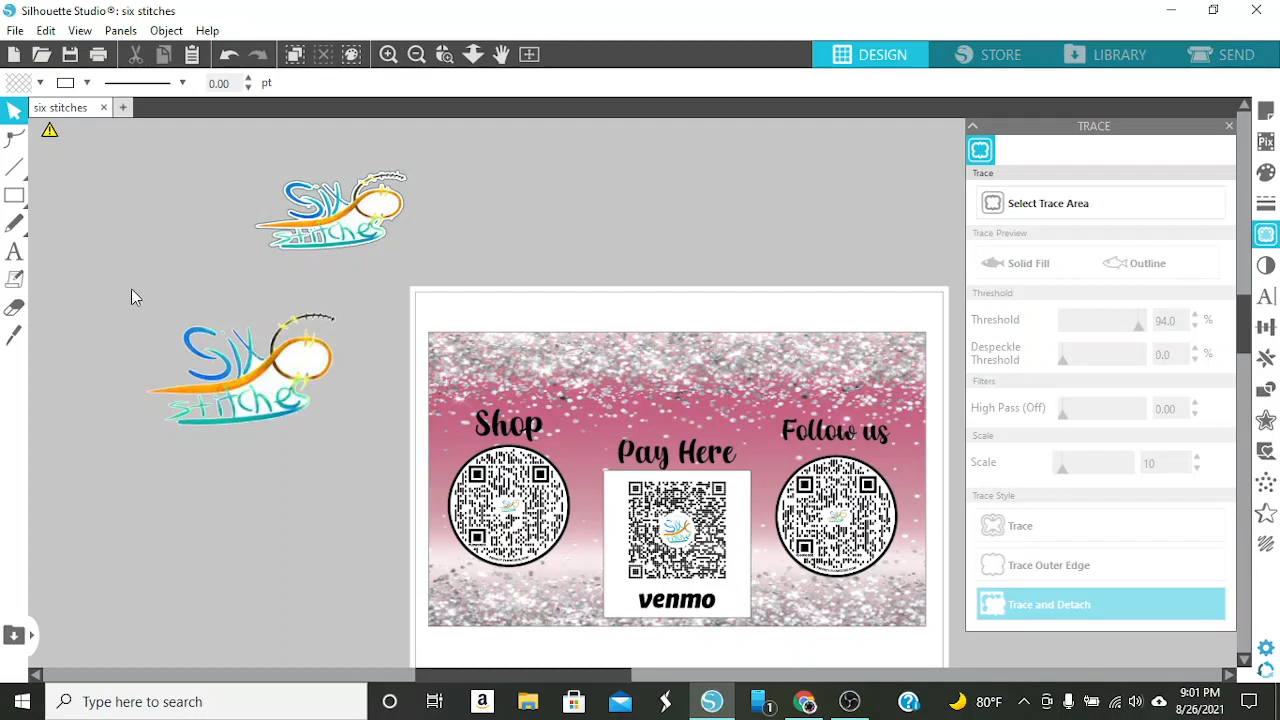 Silhouette Studio®: six stitches
File Edit View Panels Object Help
DESIGN STORE LIBRARY SEND
0.00 pt
six stitches
TRACE
Trace
Select Trace Area
Trace Preview
Solid Fill Outline
Threshold
Threshold 94.0 %
Despeckle Threshold 0.0 %
Filters
High Pass (Off) 0.00
Scale
Scale 10
Trace Style
Trace
Trace Outer Edge
Trace and Detach
Six
Stitches
Six
Stitches
Shop
Pay Here
Follow us
Six
Stitches
venmo
Type here to search
80°F
9:01 PM
8/26/2021